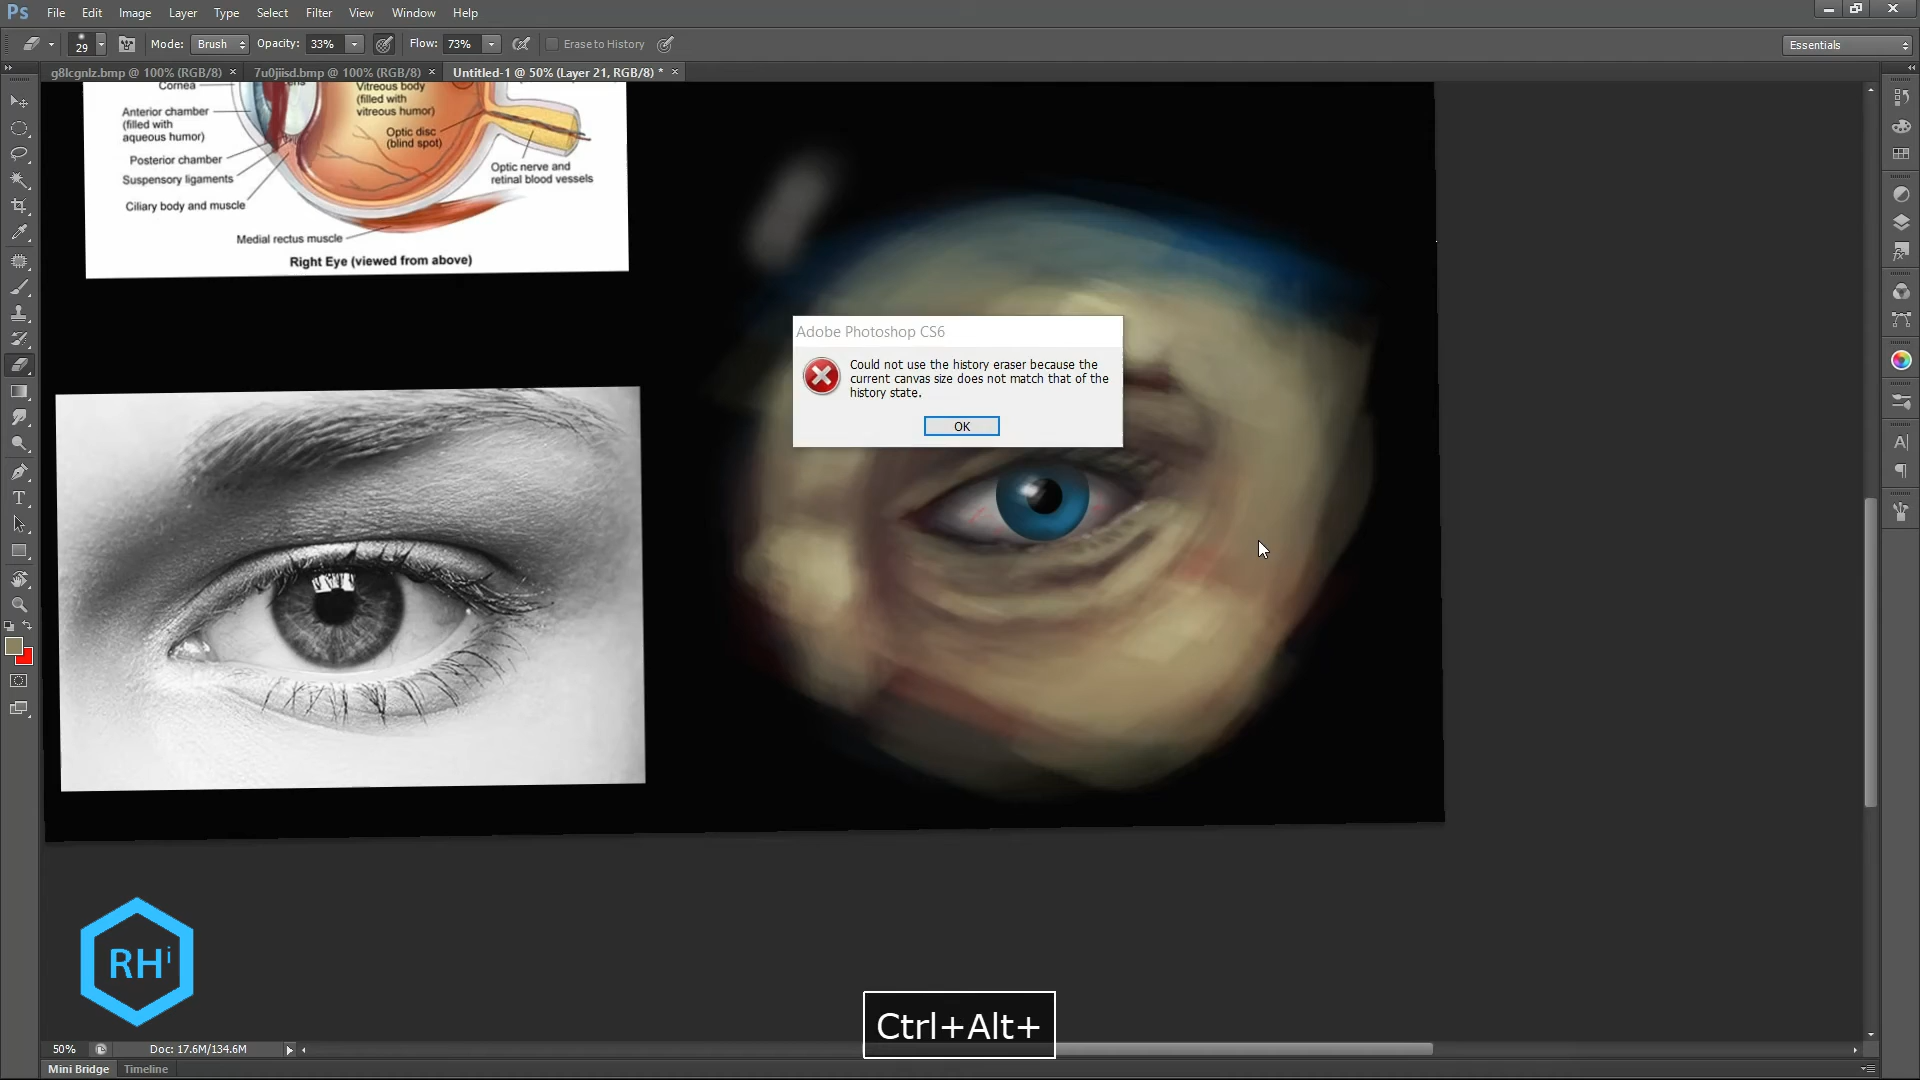 Ps File Edit Image Layer Type Select Filter View Window Help
29 Mode: Brush Opacity: 33% Flow: 73% Erase to History Essentials
g8lcgnlz.bmp @ 100% (RGB/8) × 7u0jiisd.bmp @ 100% (RGB/8) × Untitled-1 @ 50% (Layer 21, RGB/8) * ×
Cornea
Lens
Vitreous body
(filled with
vitreous humor)
Anterior chamber
(filled with
aqueous humor)
Optic disc
(blind spot)
Posterior chamber
Suspensory ligaments
Optic nerve and
retinal blood vessels
Ciliary body and muscle
Medial rectus muscle
Right Eye (viewed from above)
Adobe Photoshop CS6
Could not use the history eraser because the
current canvas size does not match that of the
history state.
OK
RHi
Ctrl+Alt+
50% Doc: 17.6M/134.6M
Mini Bridge Timeline